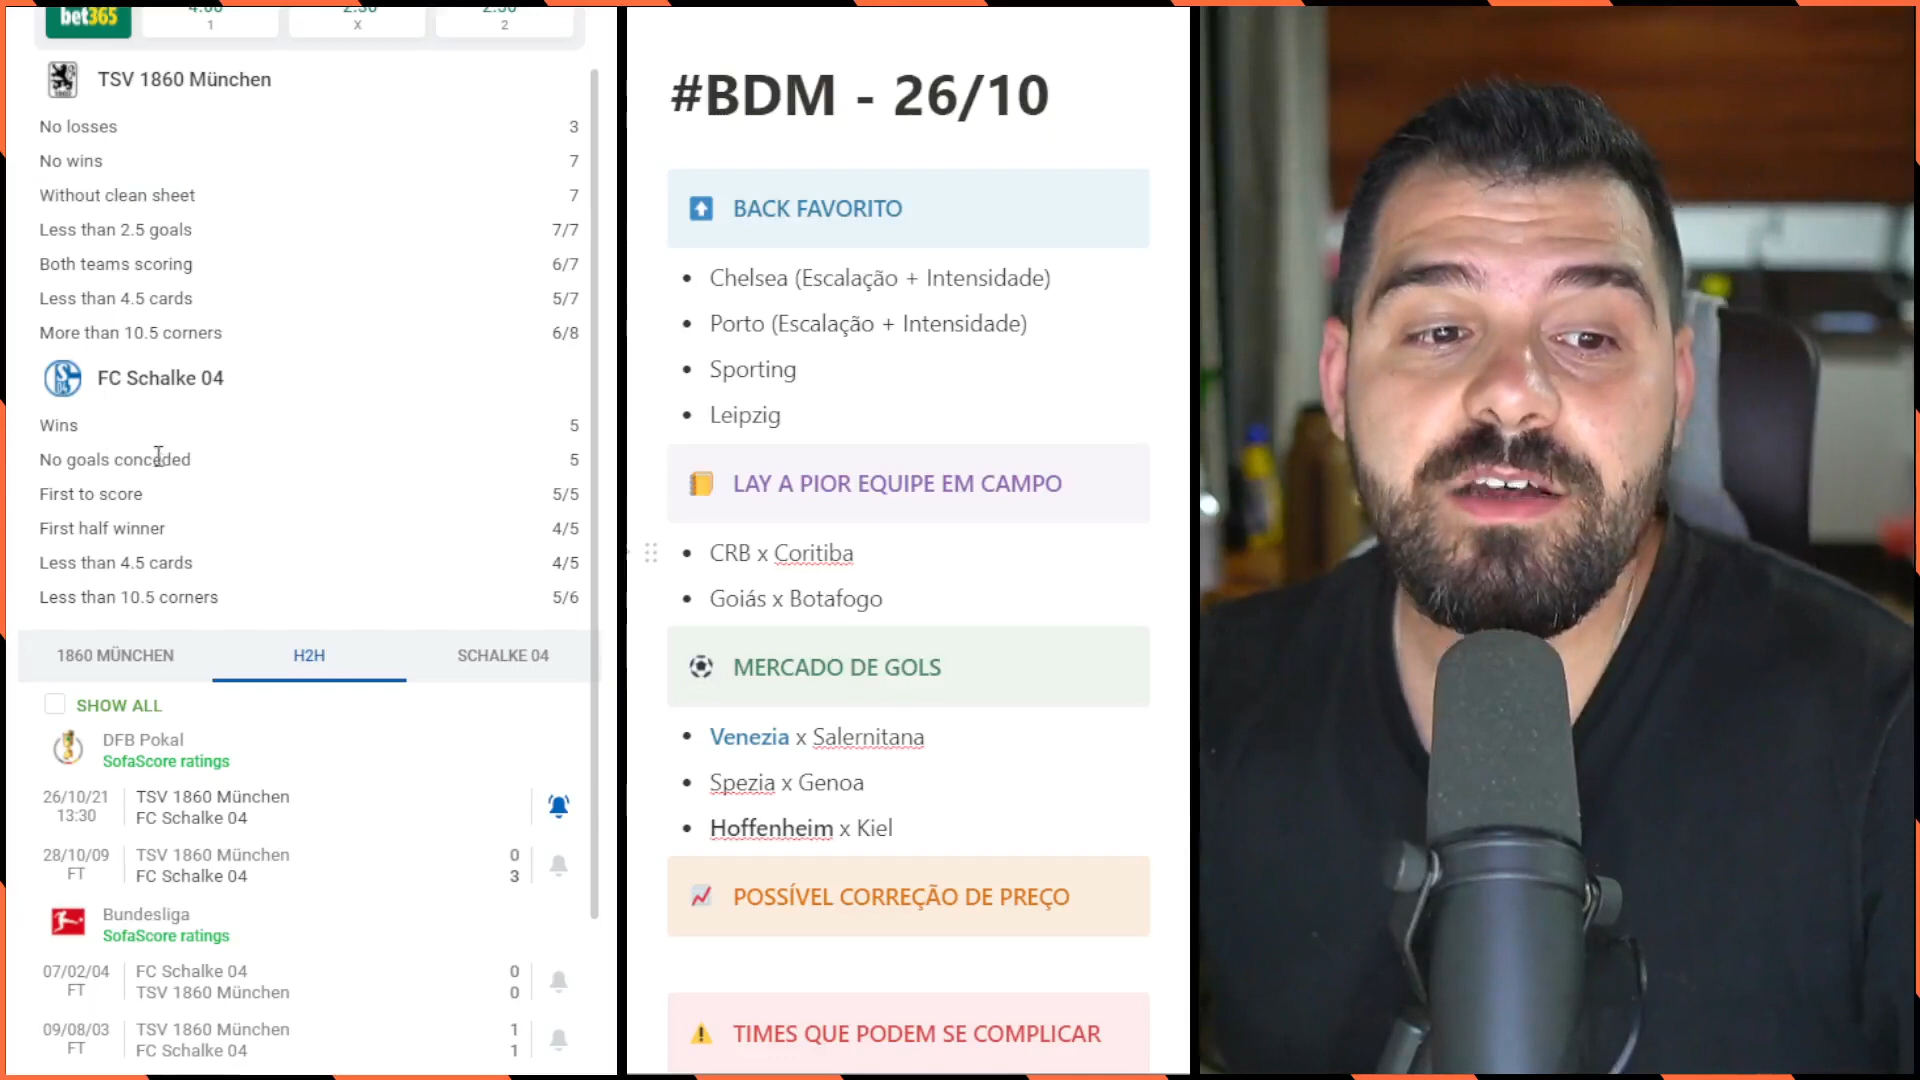 bet365
1
X
2
TSV 1860 München
No losses 3
No wins 7
Without clean sheet 7
Less than 2.5 goals 7/7
Both teams scoring 6/7
Less than 4.5 cards 5/7
More than 10.5 corners 6/8
FC Schalke 04
Wins 5
No goals conceded 5
First to score 5/5
First half winner 4/5
Less than 4.5 cards 4/5
Less than 10.5 corners 5/6
1860 MÜNCHEN H2H SCHALKE 04
SHOW ALL
DFB Pokal
SofaScore ratings
26/10/21 TSV 1860 München
13:30 FC Schalke 04
28/10/09 TSV 1860 München 0
FT FC Schalke 04 3
Bundesliga
SofaScore ratings
07/02/04 FC Schalke 04 0
FT TSV 1860 München 0
09/08/03 TSV 1860 München 1
FT FC Schalke 04 1
#BDM - 26/10
BACK FAVORITO
• Chelsea (Escalação + Intensidade)
• Porto (Escalação + Intensidade)
• Sporting
• Leipzig
LAY A PIOR EQUIPE EM CAMPO
• CRB x Coritiba
• Goiás x Botafogo
MERCADO DE GOLS
• Venezia x Salernitana
• Spezia x Genoa
• Hoffenheim x Kiel
POSSÍVEL CORREÇÃO DE PREÇO
TIMES QUE PODEM SE COMPLICAR